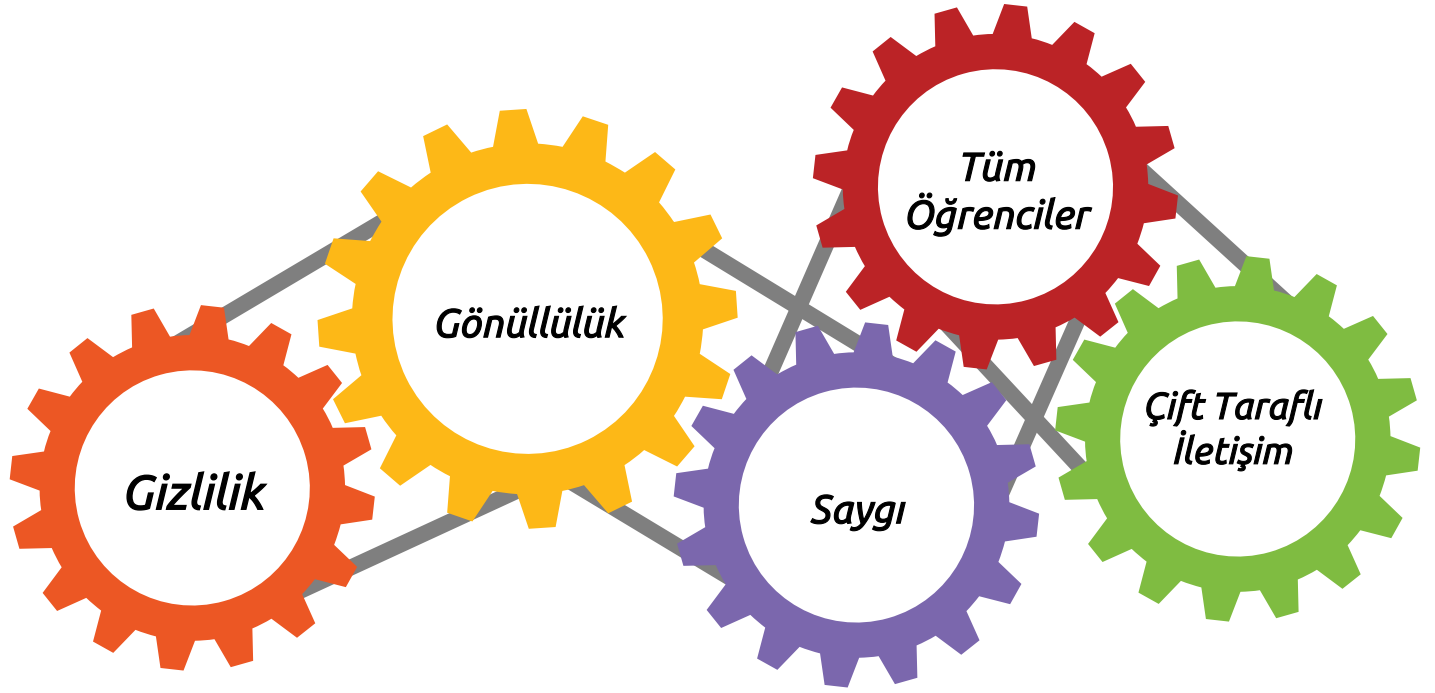 Gizlilik
Gönüllülük
Saygı
Tüm
Öğrenciler
Çift Taraflı
İletişim